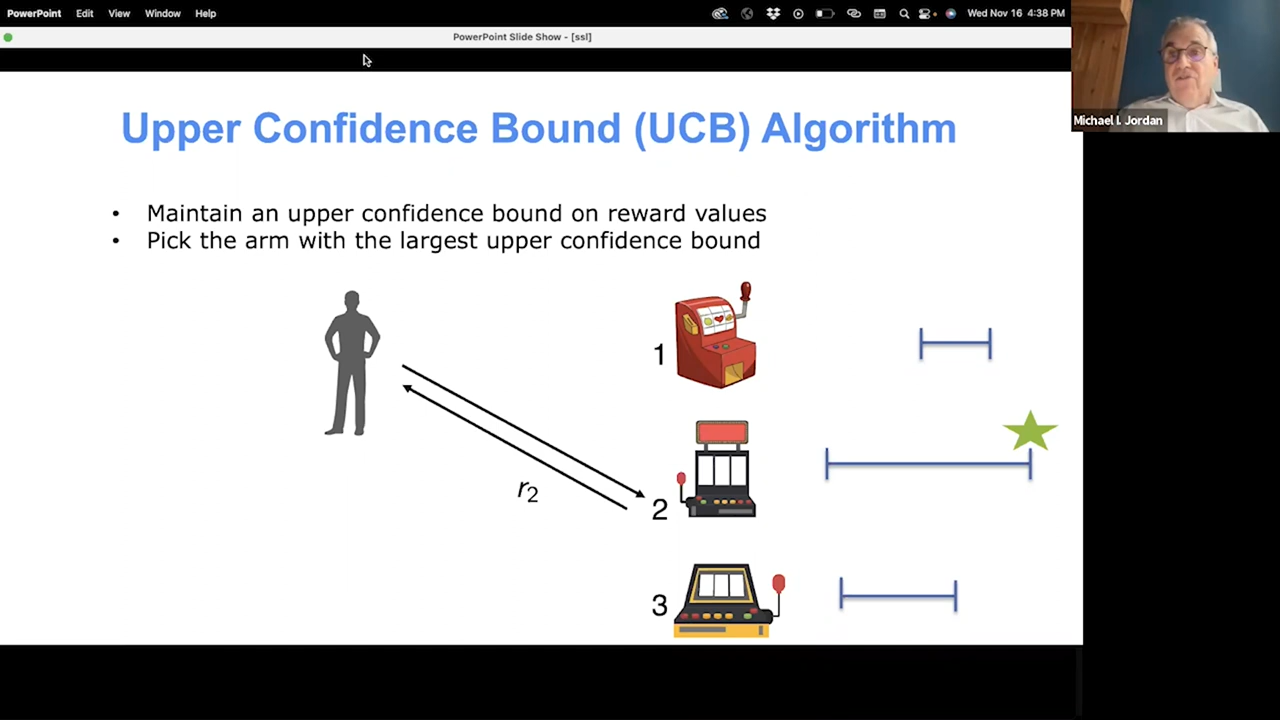 PowerPoint Edit View Window Help Wed Nov 16 4:38 PM
PowerPoint Slide Show - [ssl]
Michael I. Jordan
Upper Confidence Bound (UCB) Algorithm
• Maintain an upper confidence bound on reward values
• Pick the arm with the largest upper confidence bound
1
r2
2
3